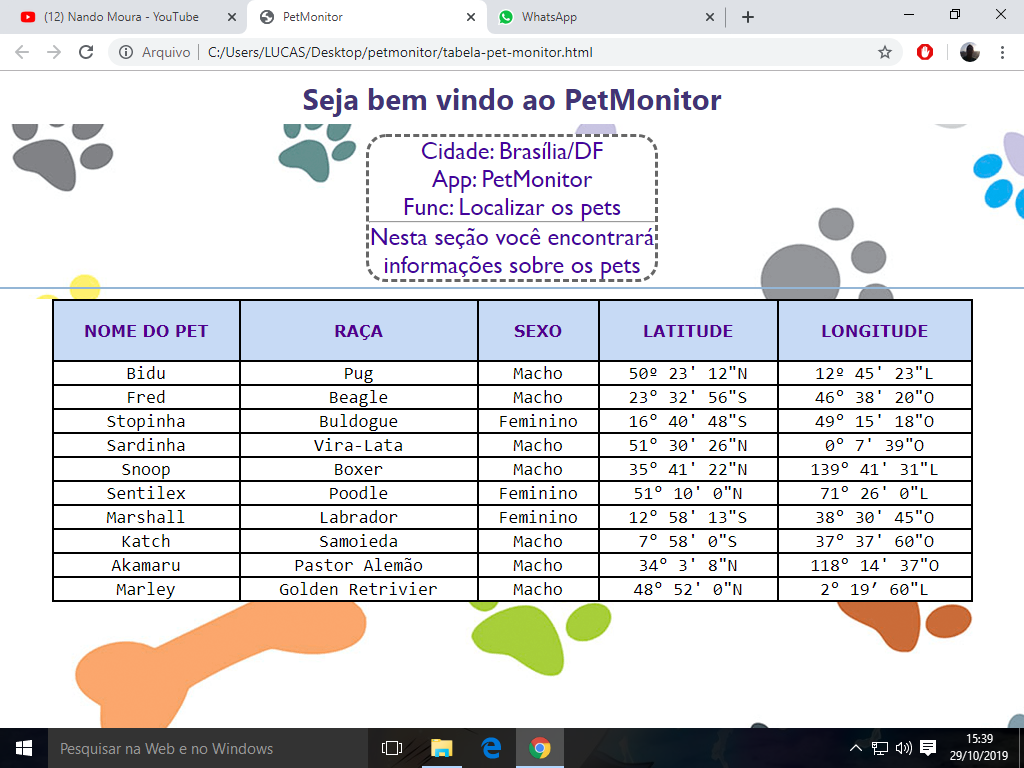 (12) Nando Moura - YouTube
PetMonitor
WhatsApp
Arquivo C:/Users/LUCAS/Desktop/petmonitor/tabela-pet-monitor.html
Seja bem vindo ao PetMonitor
Cidade: Brasília/DF
App: PetMonitor
Func: Localizar os pets
Nesta seção você encontrará
informações sobre os pets
NOME DO PET RAÇA SEXO LATITUDE LONGITUDE
Bidu Pug Macho 50º 23' 12"N 12º 45' 23"L
Fred Beagle Macho 23° 32' 56"S 46° 38' 20"O
Stopinha Buldogue Feminino 16° 40' 48"S 49° 15' 18"O
Sardinha Vira-Lata Macho 51° 30' 26"N 0° 7' 39"O
Snoop Boxer Macho 35° 41' 22"N 139° 41' 31"L
Sentilex Poodle Feminino 51° 10' 0"N 71° 26' 0"L
Marshall Labrador Feminino 12° 58' 13"S 38° 30' 45"O
Katch Samoieda Macho 7° 58' 0"S 37° 37' 60"O
Akamaru Pastor Alemão Macho 34° 3' 8"N 118° 14' 37"O
Marley Golden Retrivier Macho 48° 52' 0"N 2° 19’ 60"L
Pesquisar na Web e no Windows
15:39
29/10/2019